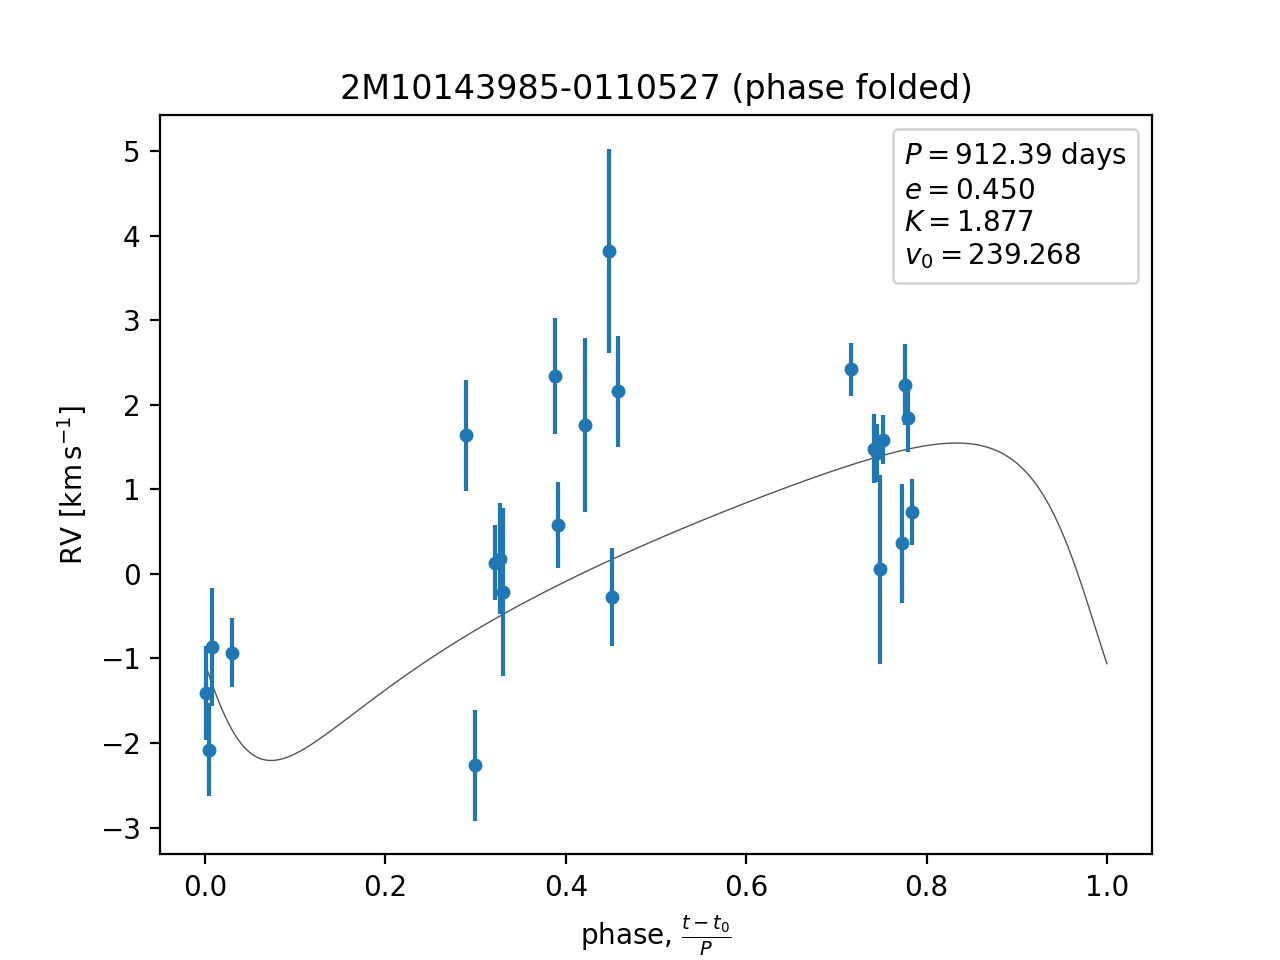 2M10143985-0110527 (phase folded)
P = 912.39 days
e = 0.450
K = 1.877
v₀ = 239.268
RV [km s⁻¹]
5
4
3
2
1
0
−1
−2
−3
0.0 0.2 0.4 0.6 0.8 1.0
phase, (t − t₀)/P